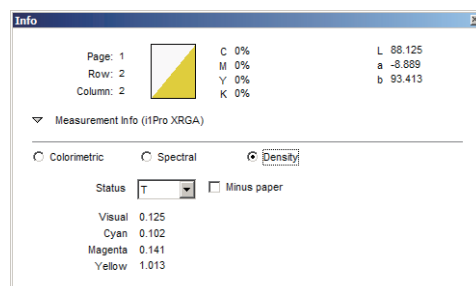 Info
Page: 1
Row: 2
Column: 2
C 0%
M 0%
Y 0%
K 0%
L 88.125
a -8.889
b 93.413
Measurement Info (i1Pro XRGA)
Colorimetric Spectral Density
Status T Minus paper
Visual 0.125
Cyan 0.102
Magenta 0.141
Yellow 1.013